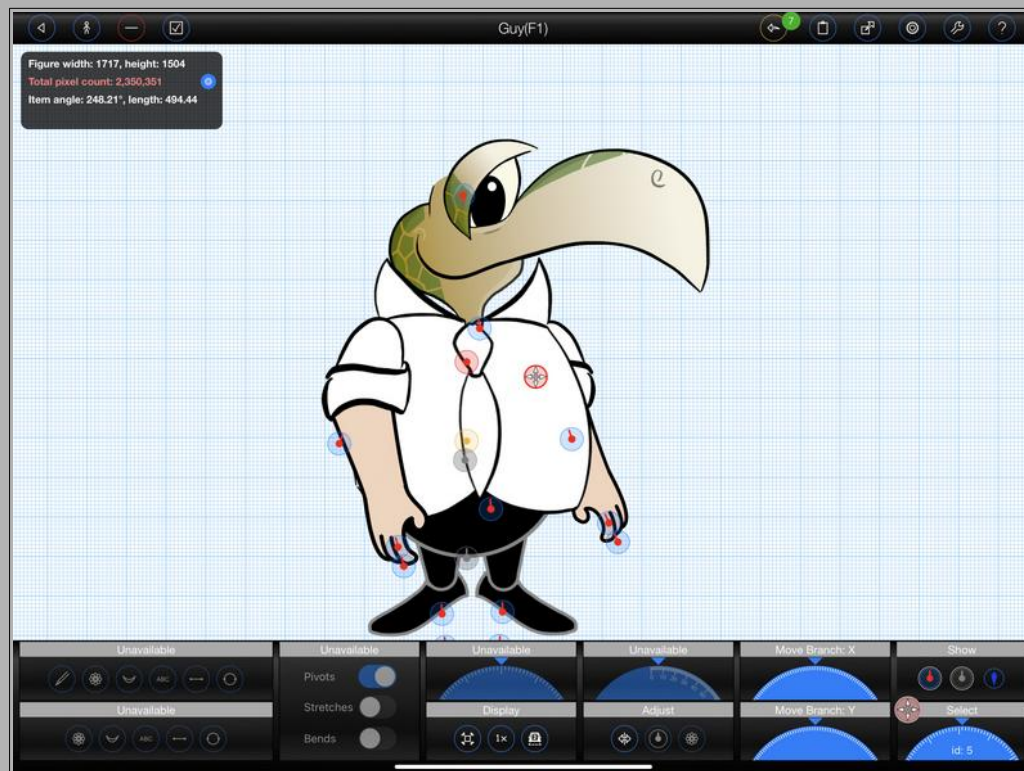 Guy(F1)
7
?
Figure width: 1717, height: 1504
Total pixel count: 2,350,351
Item angle: 248.21°, length: 494.44
Unavailable
Unavailable
Unavailable
Unavailable
Move Branch: X
Show
ABC
Pivots
Stretches
Bends
Unavailable
Display
Adjust
Move Branch: Y
Select
ABC
1x
id: 5